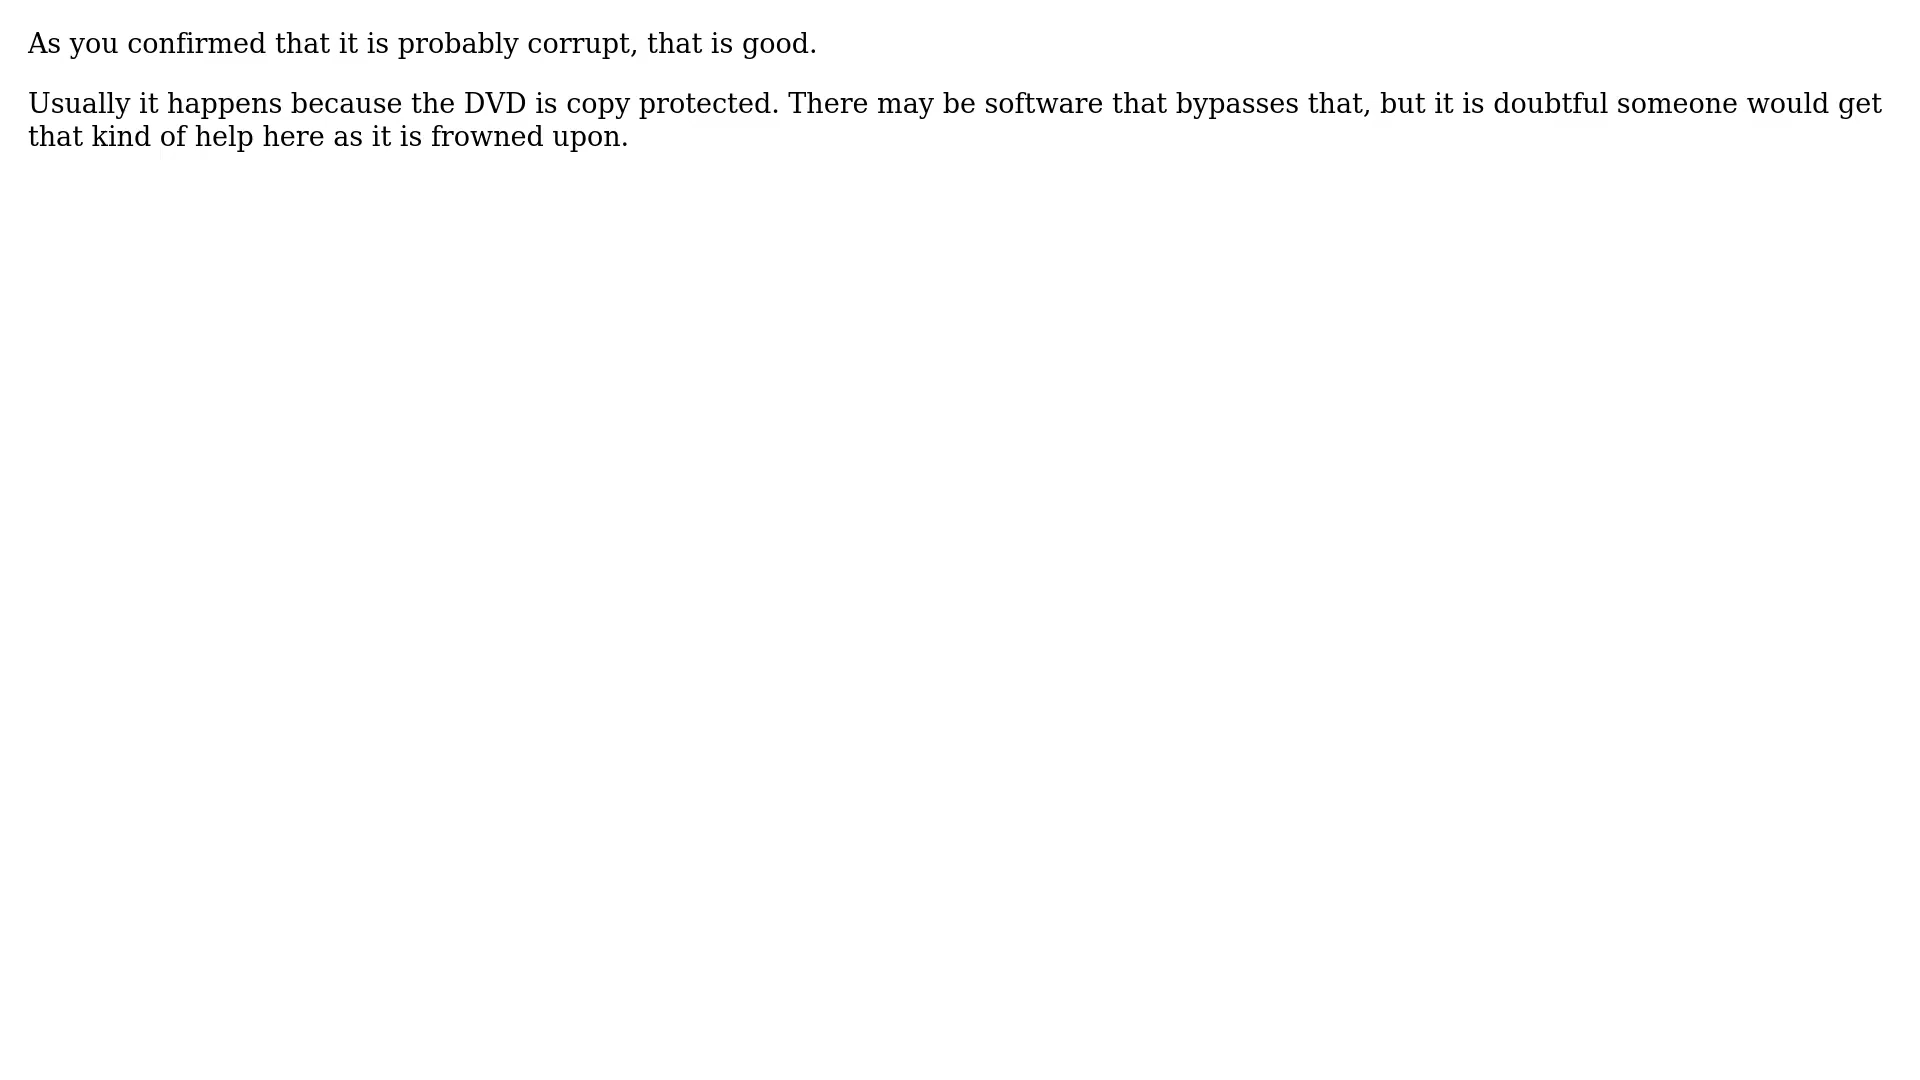 As you confirmed that it is probably corrupt, that is good.
Usually it happens because the DVD is copy protected. There may be software that bypasses that, but it is doubtful someone would get
that kind of help here as it is frowned upon.